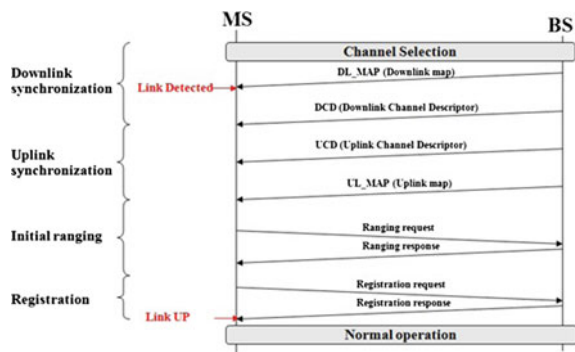 MS
BS
Channel Selection
Downlink
synchronization
DL_MAP (Downlink map)
Link Detected
DCD (Downlink Channel Descriptor)
Uplink
synchronization
UCD (Uplink Channel Descriptor)
UL_MAP (Uplink map)
Initial ranging
Ranging request
Ranging response
Registration
Registration request
Registration response
Link UP
Normal operation